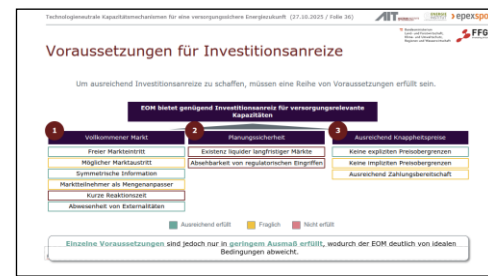 Technologieneutrale Kapazitätsmechanismen für eine versorgungssichere Energiezukunft (27.10.2025 / Folie 36)
AIT
epexspot
FFG
Voraussetzungen für Investitionsanreize
Um ausreichend Investitionsanreize zu schaffen, müssen eine Reihe von Voraussetzungen erfüllt sein.
EOM bietet genügend Investitionsanreiz für versorgungsrelevante
Kapazitäten
1
Vollkommener Markt
Freier Markteintritt
Möglicher Marktaustritt
Symmetrische Information
Marktteilnehmer als Mengenanpasser
Kurze Reaktionszeit
Abwesenheit von Externalitäten
2
Planungssicherheit
Existenz liquider langfristiger Märkte
Absehbarkeit von regulatorischen Eingriffen
3
Ausreichend Knappheitspreise
Keine expliziten Preisobergrenzen
Keine impliziten Preisobergrenzen
Ausreichend Zahlungsbereitschaft
Ausreichend erfüllt
Fraglich
Nicht erfüllt
Einzelne Voraussetzungen sind jedoch nur in geringem Ausmaß erfüllt, wodurch der EOM deutlich von idealen
Bedingungen abweicht.